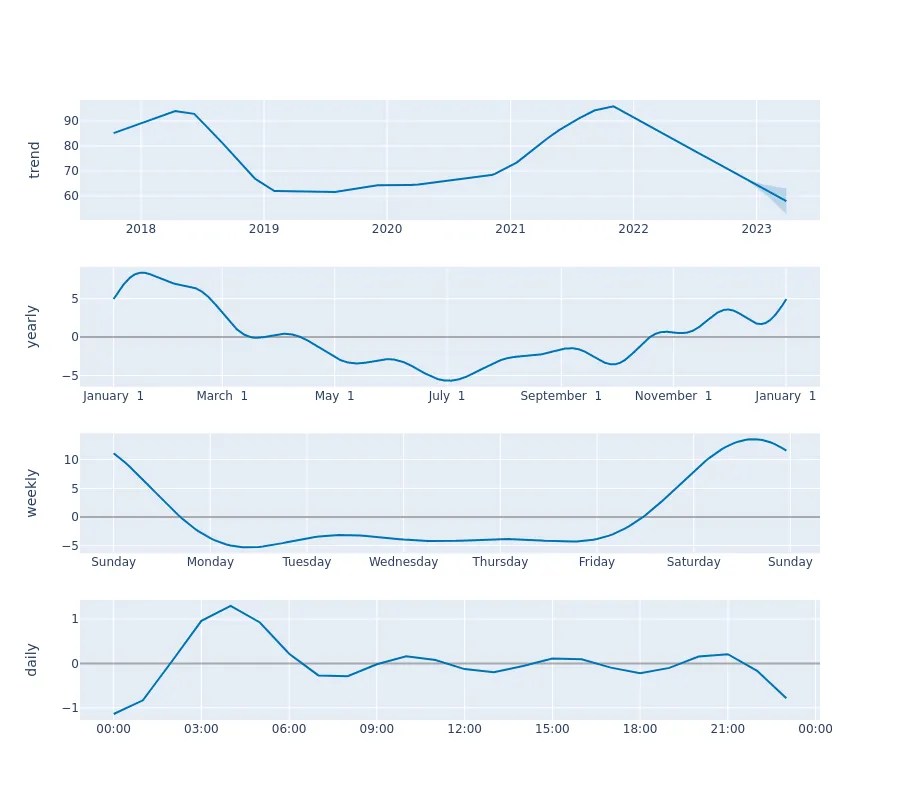 trend
90
80
70
60
2018 2019 2020 2021 2022 2023
yearly
5
0
−5
January 1 March 1 May 1 July 1 September 1 November 1 January 1
weekly
10
5
0
−5
Sunday Monday Tuesday Wednesday Thursday Friday Saturday Sunday
daily
1
0
−1
00:00 03:00 06:00 09:00 12:00 15:00 18:00 21:00 00:00